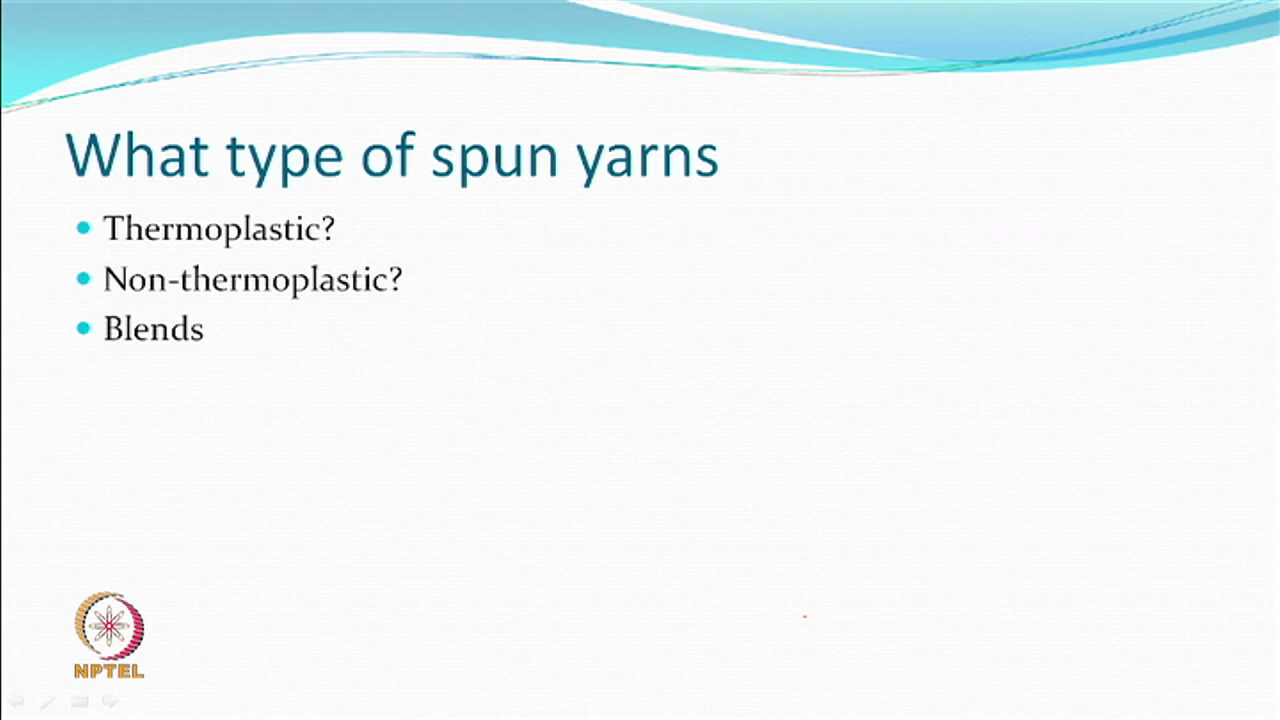 What type of spun yarns
Thermoplastic?
Non-thermoplastic?
Blends
NPTEL